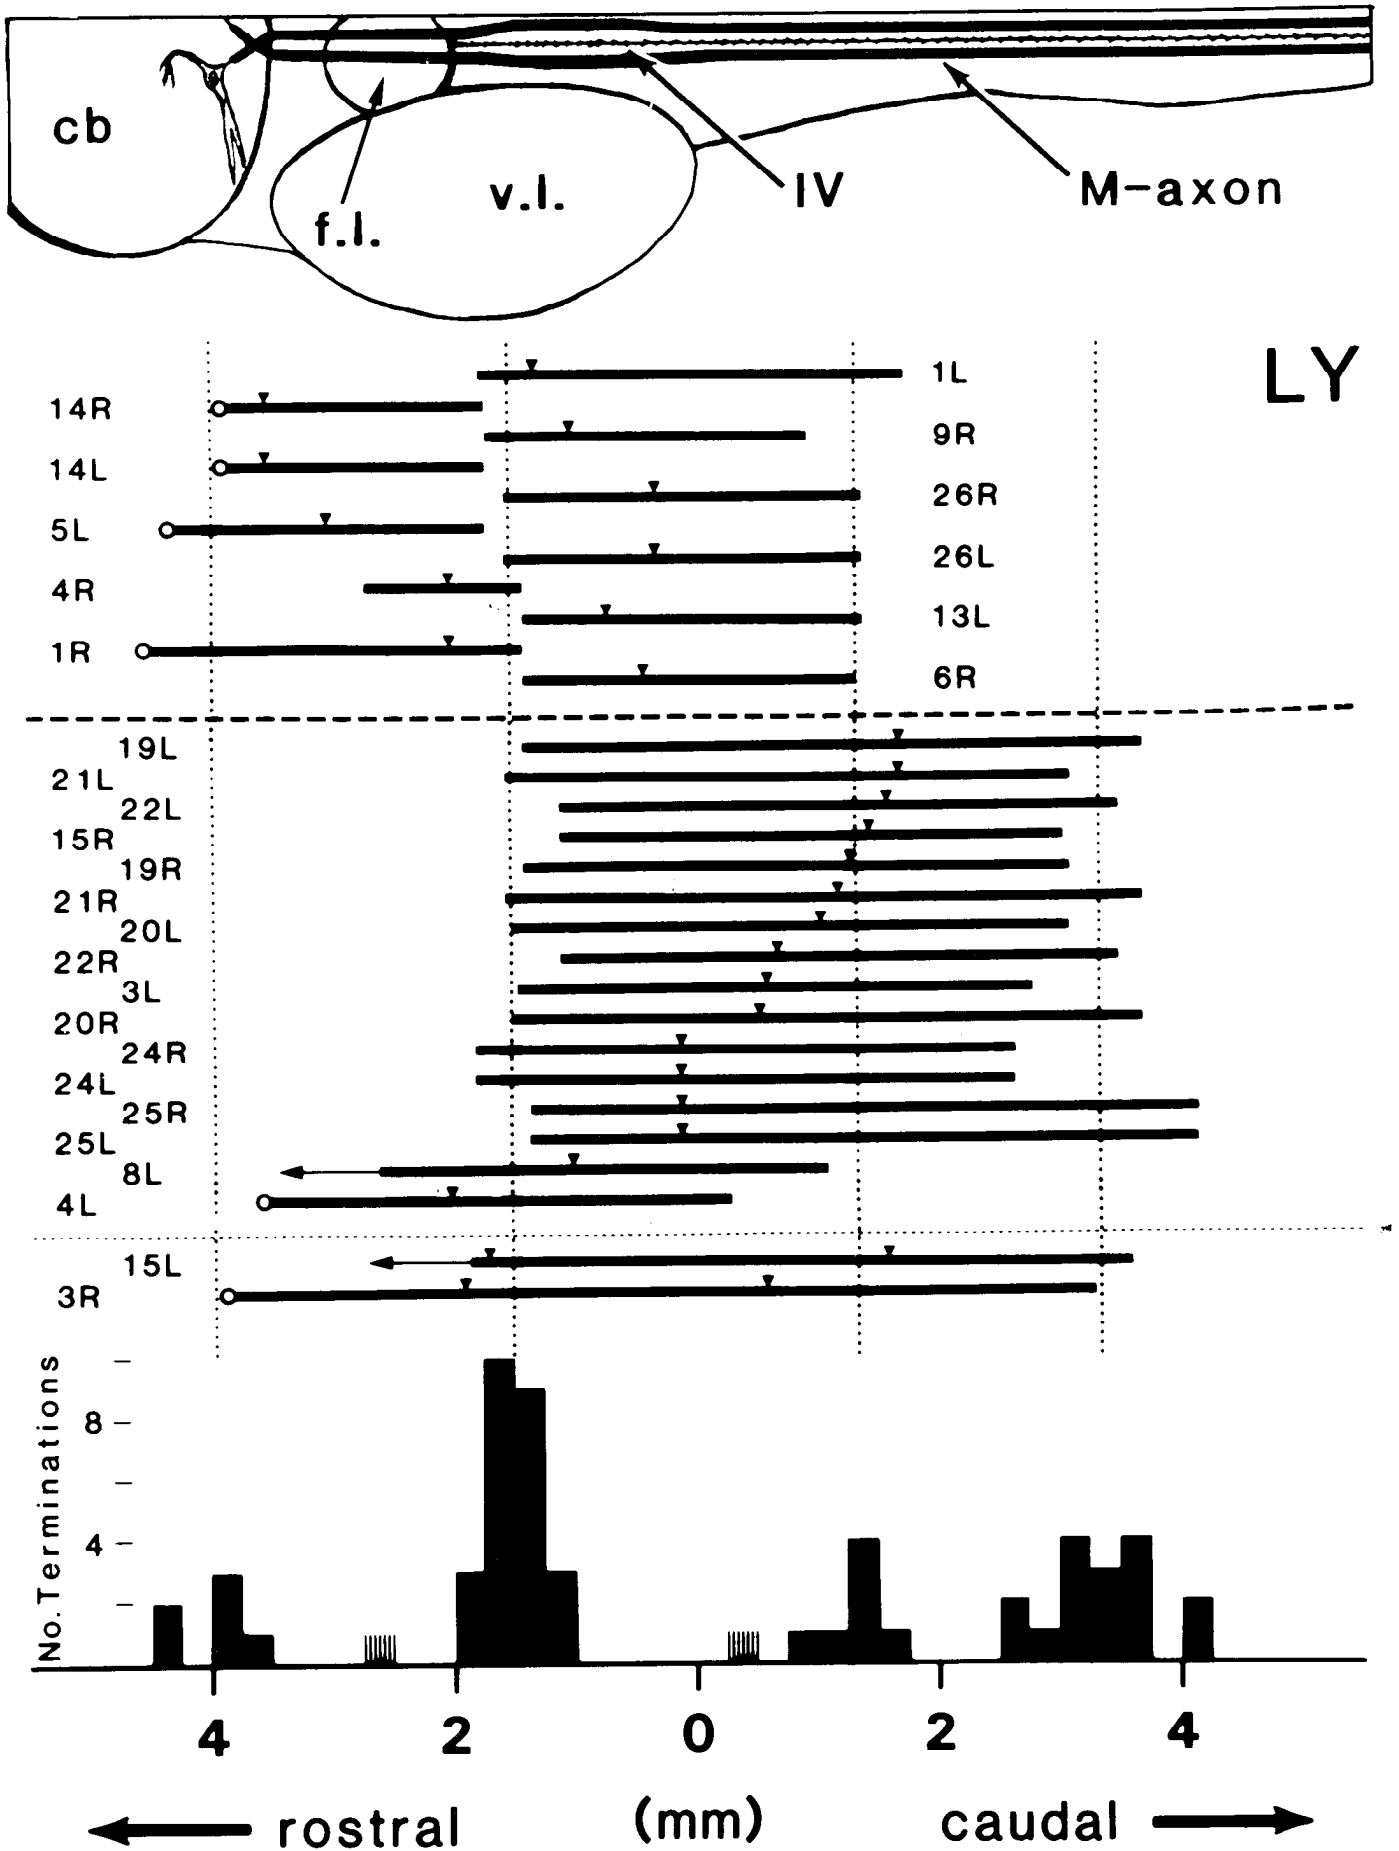 cb
f.l.
v.l.
IV
M-axon
LY
1L
14R
9R
14L
26R
5L
26L
4R
13L
1R
6R
19L
21L
22L
15R
19R
21R
20L
22R
3L
20R
24R
24L
25R
25L
8L
4L
15L
3R
No. Terminations
8
4
4 2 0 2 4
rostral (mm) caudal